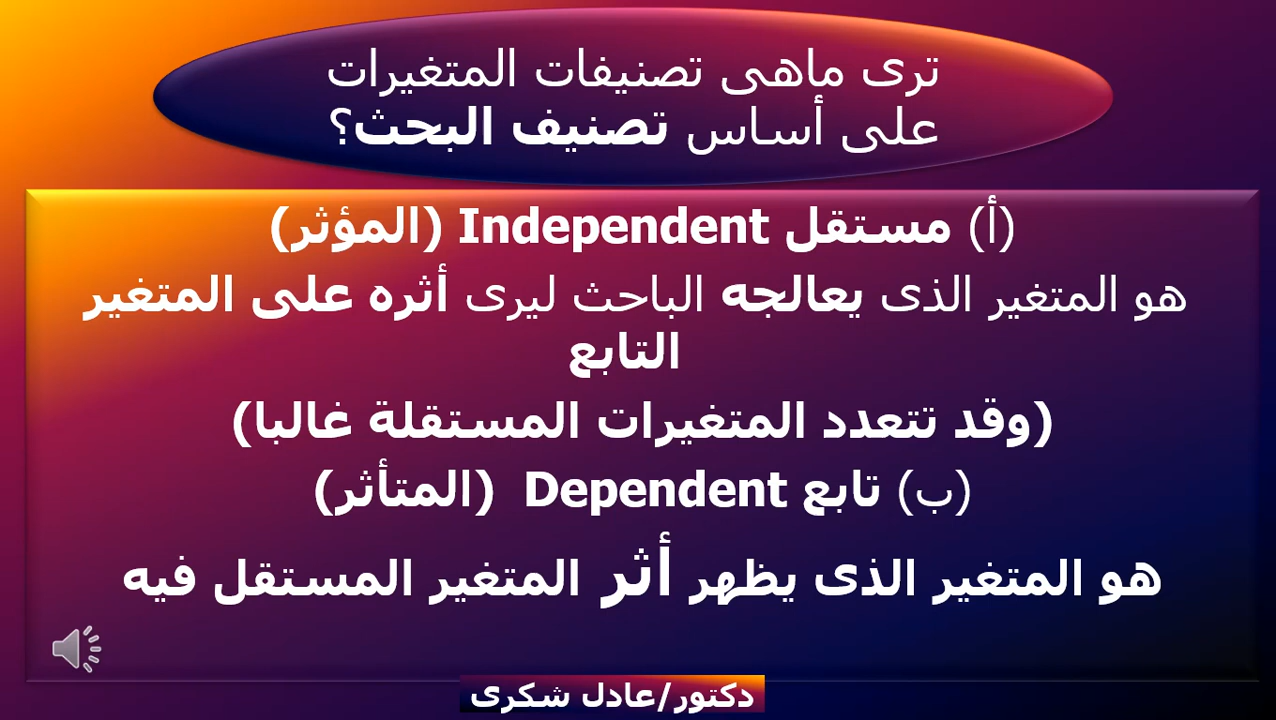 ترى ماهى تصنيفات المتغيرات
على أساس تصنيف البحث؟
(أ) مستقل Independent (المؤثر)
هو المتغير الذى يعالجه الباحث ليرى أثره على المتغير
التابع
(وقد تتعدد المتغيرات المستقلة غالبا)
(ب) تابع Dependent (المتأثر)
هو المتغير الذى يظهر أثر المتغير المستقل فيه
دكتور/عادل شكرى